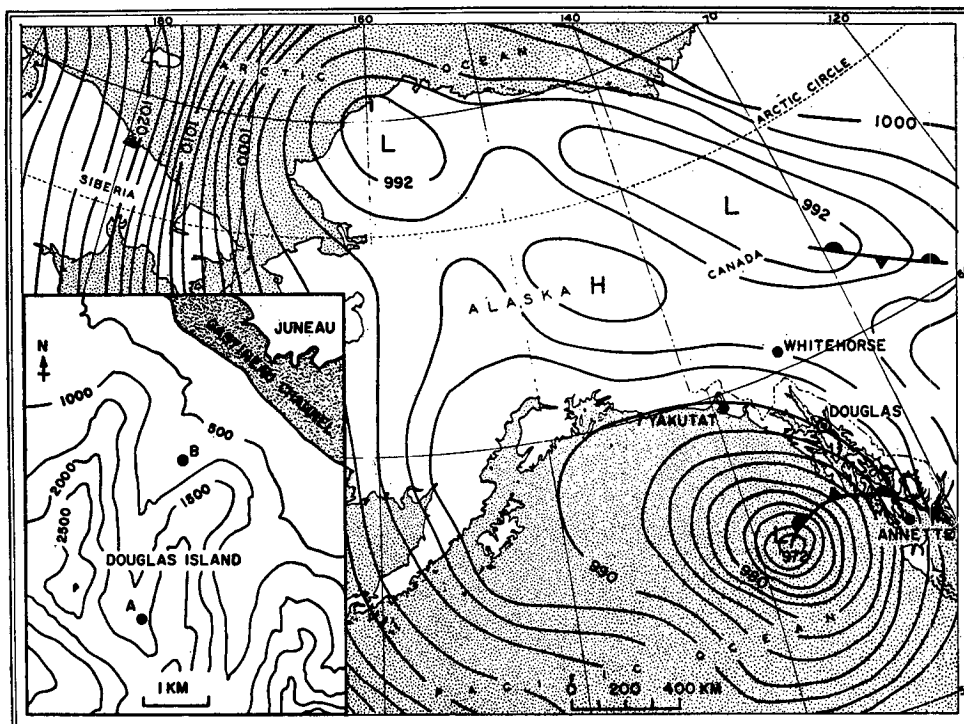 180
160
140
70
120
ARCTIC OCEAN
ARCTIC CIRCLE
1020
1010
1000
1000
SIBERIA
L
992
L
992
CANADA
ALASKA
H
WHITEHORSE
YAKUTAT
DOUGLAS
ANNETTE
L
972
980
990
PACIFIC OCEAN
0 200 400 KM
JUNEAU
GASTINEAU CHANNEL
N
1000
500
B
2000
1500
2500
DOUGLAS ISLAND
A
1 KM